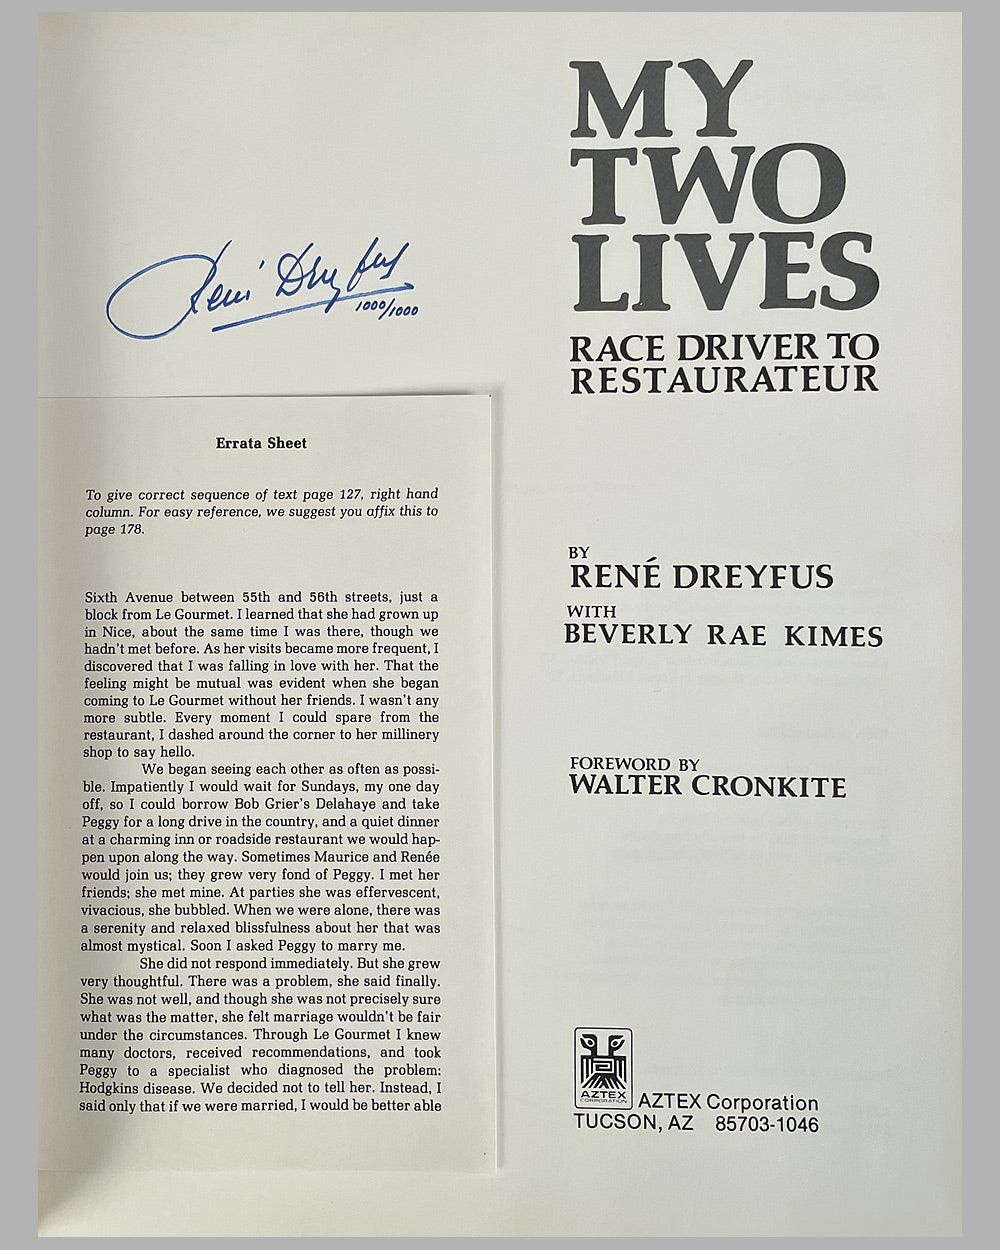 René Dreyfus
1000/1000
Errata Sheet
To give correct sequence of text page 127, right hand
column. For easy reference, we suggest you affix this to
page 178.
Sixth Avenue between 55th and 56th streets, just a
block from Le Gourmet. I learned that she had grown up
in Nice, about the same time I was there, though we
hadn't met before. As her visits became more frequent, I
discovered that I was falling in love with her. That the
feeling might be mutual was evident when she began
coming to Le Gourmet without her friends. I wasn't any
more subtle. Every moment I could spare from the
restaurant, I dashed around the corner to her millinery
shop to say hello.
We began seeing each other as often as possi-
ble. Impatiently I would wait for Sundays, my one day
off, so I could borrow Bob Grier's Delahaye and take
Peggy for a long drive in the country, and a quiet dinner
at a charming inn or roadside restaurant we would hap-
pen upon along the way. Sometimes Maurice and Renée
would join us; they grew very fond of Peggy. I met her
friends; she met mine. At parties she was effervescent,
vivacious, she bubbled. When we were alone, there was
a serenity and relaxed blissfulness about her that was
almost mystical. Soon I asked Peggy to marry me.
She did not respond immediately. But she grew
very thoughtful. There was a problem, she said finally.
She was not well, and though she was not precisely sure
what was the matter, she felt marriage wouldn't be fair
under the circumstances. Through Le Gourmet I knew
many doctors, received recommendations, and took
Peggy to a specialist who diagnosed the problem:
Hodgkins disease. We decided not to tell her. Instead, I
said only that if we were married, I would be better able
MY
TWO
LIVES
RACE DRIVER TO
RESTAURATEUR
BY
RENÉ DREYFUS
WITH
BEVERLY RAE KIMES
FOREWORD BY
WALTER CRONKITE
AZTEX
CORPORATION
AZTEX Corporation
TUCSON, AZ 85703-1046